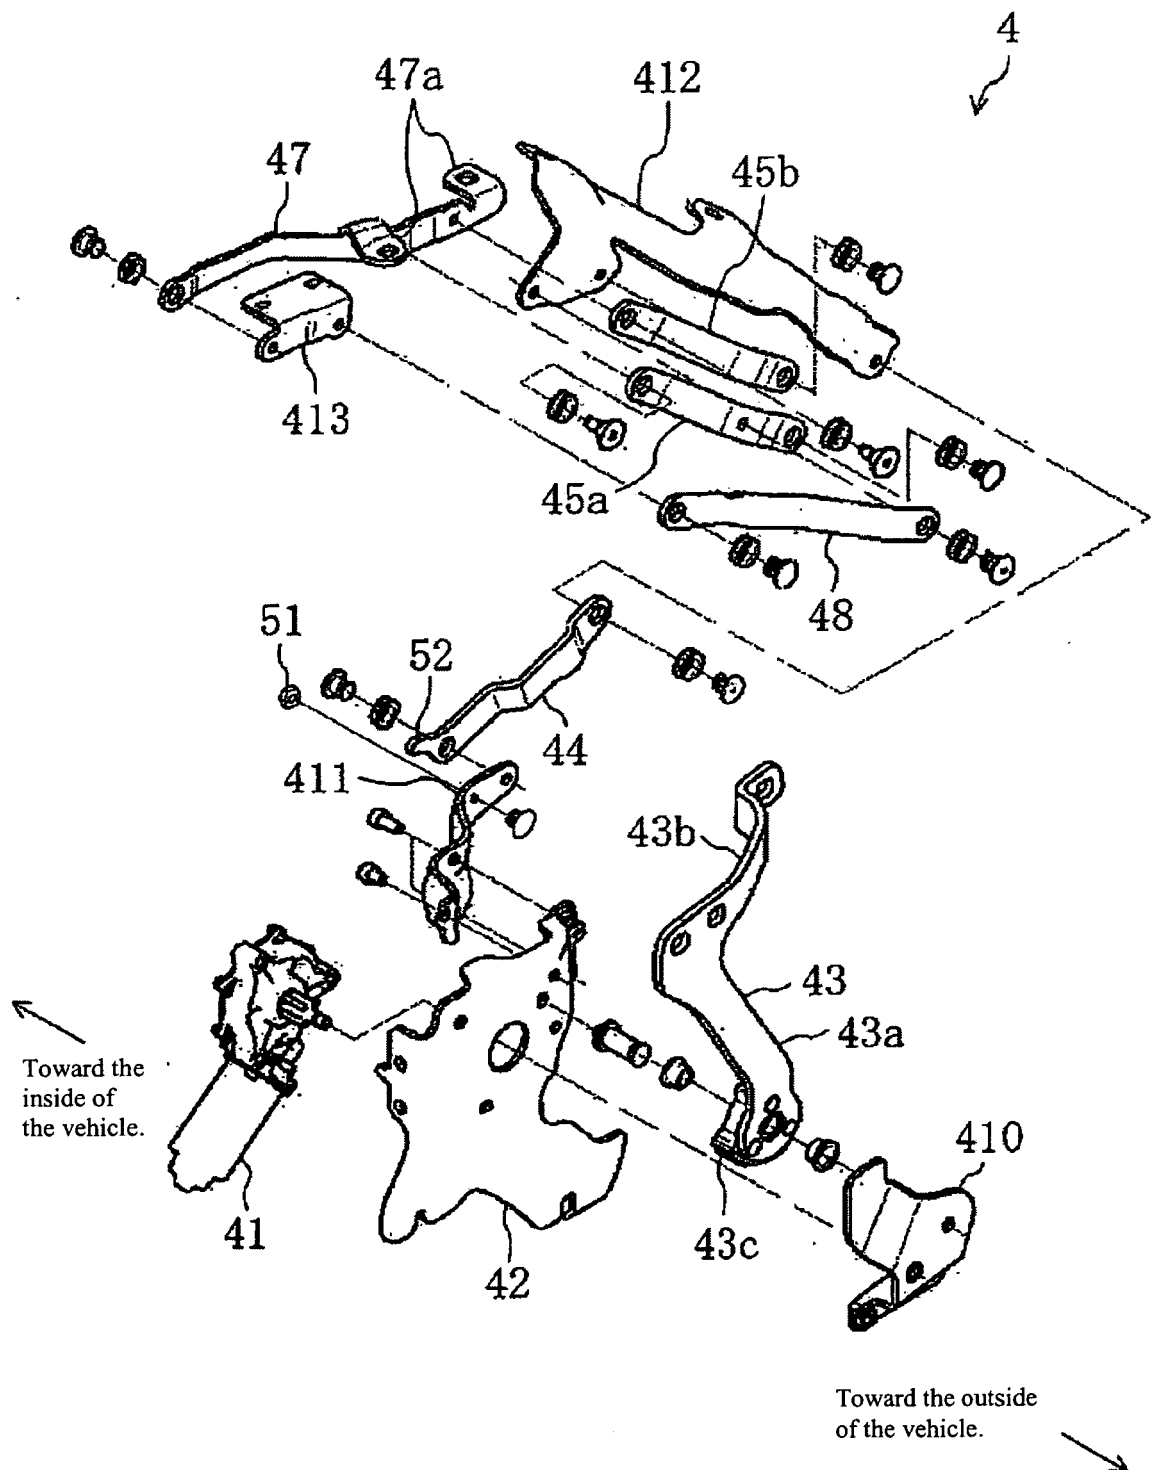 4
47a
412
47
45b
413
45a
48
51
52
44
411
43b
43
43a
Toward the
inside of
the vehicle.
410
41
43c
42
Toward the outside
of the vehicle.